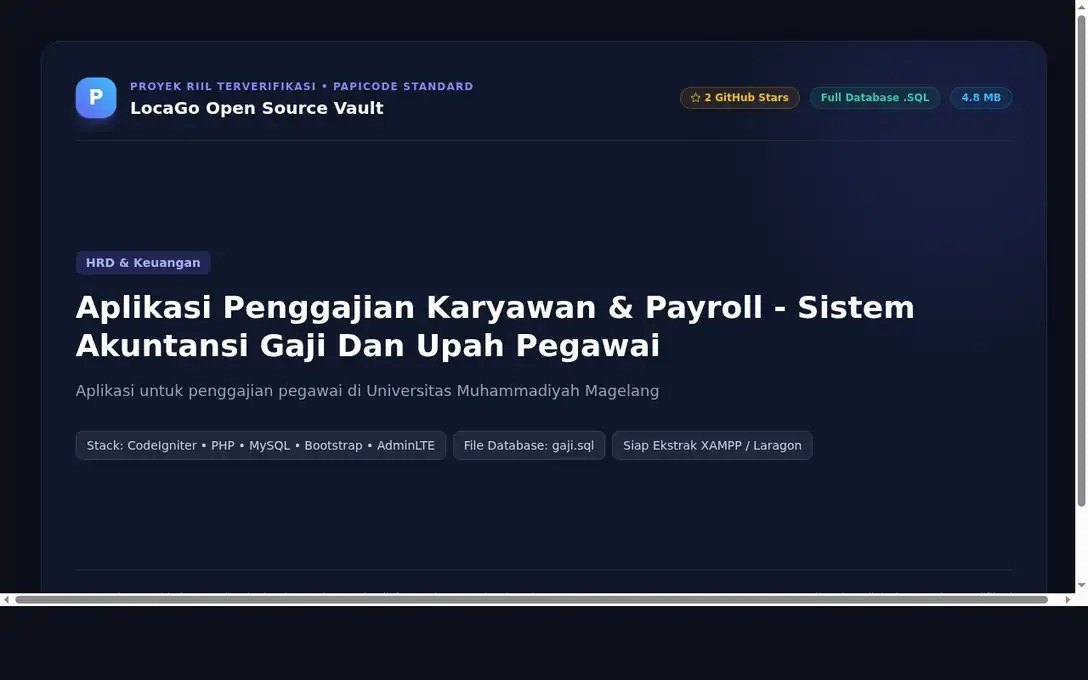 P
PROYEK RIIL TERVERIFIKASI • PAPICODE STANDARD
LocaGo Open Source Vault
☆ 2 GitHub Stars
Full Database .SQL
4.8 MB
HRD & Keuangan
Aplikasi Penggajian Karyawan & Payroll - Sistem
Akuntansi Gaji Dan Upah Pegawai
Aplikasi untuk penggajian pegawai di Universitas Muhammadiyah Magelang
Stack: CodeIgniter • PHP • MySQL • Bootstrap • AdminLTE
File Database: gaji.sql
Siap Ekstrak XAMPP / Laragon